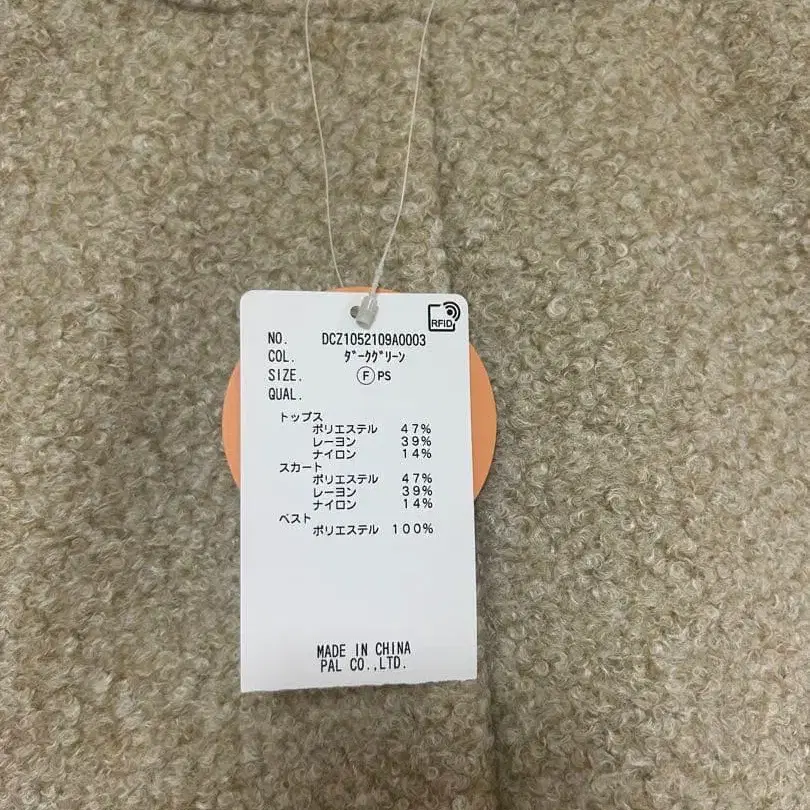 RFID
NO. DCZ1052109A0003
COL. ﾀﾞｰｸｸﾞﾘｰﾝ
SIZE. Ⓕ PS
QUAL.
トップス
ポリエステル 47%
レーヨン 39%
ナイロン 14%
スカート
ポリエステル 47%
レーヨン 39%
ナイロン 14%
ベスト
ポリエステル 100%
MADE IN CHINA
PAL CO.,LTD.